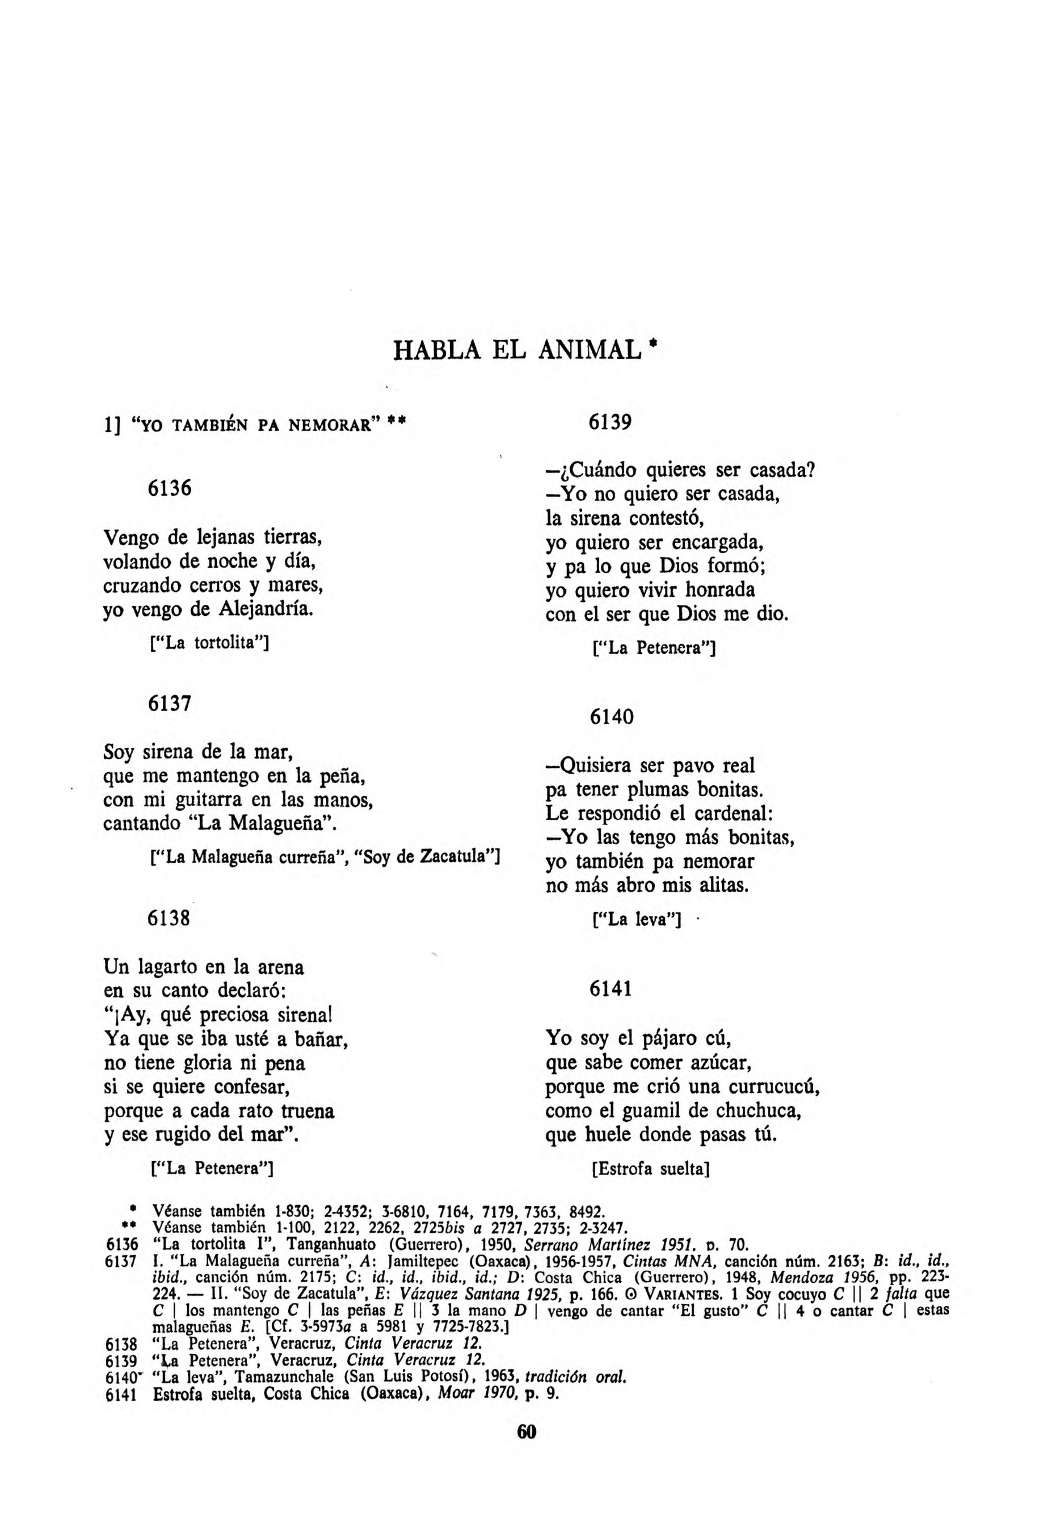 HABLA EL ANIMAL *
1] “YO TAMBIÉN PA NEMORAR” **
6136
Vengo de lejanas tierras,
volando de noche y día,
cruzando cerros y mares,
yo vengo de Alejandría.
[“La tortolita”]
6137
Soy sirena de la mar,
que me mantengo en la peña,
con mi guitarra en las manos,
cantando “La Malagueña”.
[“La Malagueña curreña”, “Soy de Zacatula”]
6138
Un lagarto en la arena
en su canto declaró:
“¡Ay, qué preciosa sirena!
Ya que se iba usté a bañar,
no tiene gloria ni pena
si se quiere confesar,
porque a cada rato truena
y ese rugido del mar”.
[“La Petenera”]
6139
—¿Cuándo quieres ser casada?
—Yo no quiero ser casada,
la sirena contestó,
yo quiero ser encargada,
y pa lo que Dios formó;
yo quiero vivir honrada
con el ser que Dios me dio.
[“La Petenera”]
6140
—Quisiera ser pavo real
pa tener plumas bonitas.
Le respondió el cardenal:
—Yo las tengo más bonitas,
yo también pa nemorar
no más abro mis alitas.
[“La leva”]
6141
Yo soy el pájaro cú,
que sabe comer azúcar,
porque me crió una currucucú,
como el guamil de chuchuca,
que huele donde pasas tú.
[Estrofa suelta]
* Véanse también 1-830; 2-4352; 3-6810, 7164, 7179, 7363, 8492.
** Véanse también 1-100, 2122, 2262, 2725bis a 2727, 2735; 2-3247.
6136 “La tortolita I”, Tanganhuato (Guerrero), 1950, Serrano Martínez 1951. p. 70.
6137 I. “La Malagueña curreña”, A: Jamiltepec (Oaxaca), 1956-1957, Cintas MNA, canción núm. 2163; B: id., id.,
ibid., canción núm. 2175; C: id., id., ibid., id.; D: Costa Chica (Guerrero), 1948, Mendoza 1956, pp. 223-
224. — II. “Soy de Zacatula”, E: Vázquez Santana 1925, p. 166. ⊙ VARIANTES. 1 Soy cocuyo C || 2 falta que
C | los mantengo C | las peñas E || 3 la mano D | vengo de cantar “El gusto” C || 4 o cantar C | estas
malagueñas E. [Cf. 3-5973a a 5981 y 7725-7823.]
6138 “La Petenera”, Veracruz, Cinta Veracruz 12.
6139 “La Petenera”, Veracruz, Cinta Veracruz 12.
6140 “La leva”, Tamazunchale (San Luis Potosí), 1963, tradición oral.
6141 Estrofa suelta, Costa Chica (Oaxaca), Moar 1970, p. 9.
60